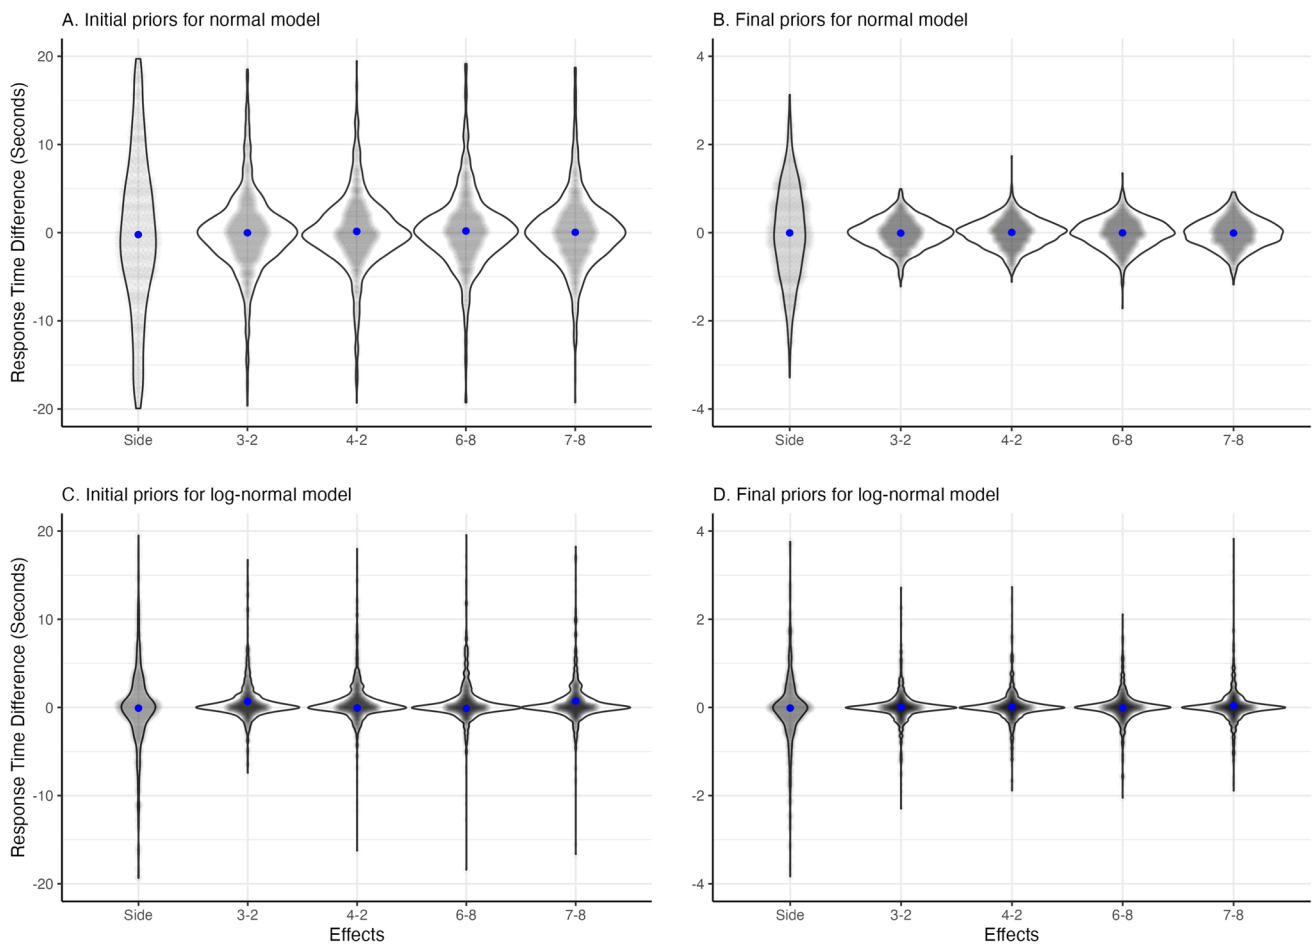 A. Initial priors for normal model
B. Final priors for normal model
Response Time Difference (Seconds)
20
10
0
-10
-20
Side 3-2 4-2 6-8 7-8
4
2
0
-2
-4
Side 3-2 4-2 6-8 7-8
C. Initial priors for log-normal model
D. Final priors for log-normal model
Response Time Difference (Seconds)
20
10
0
-10
-20
Side 3-2 4-2 6-8 7-8
Effects
4
2
0
-2
-4
Side 3-2 4-2 6-8 7-8
Effects